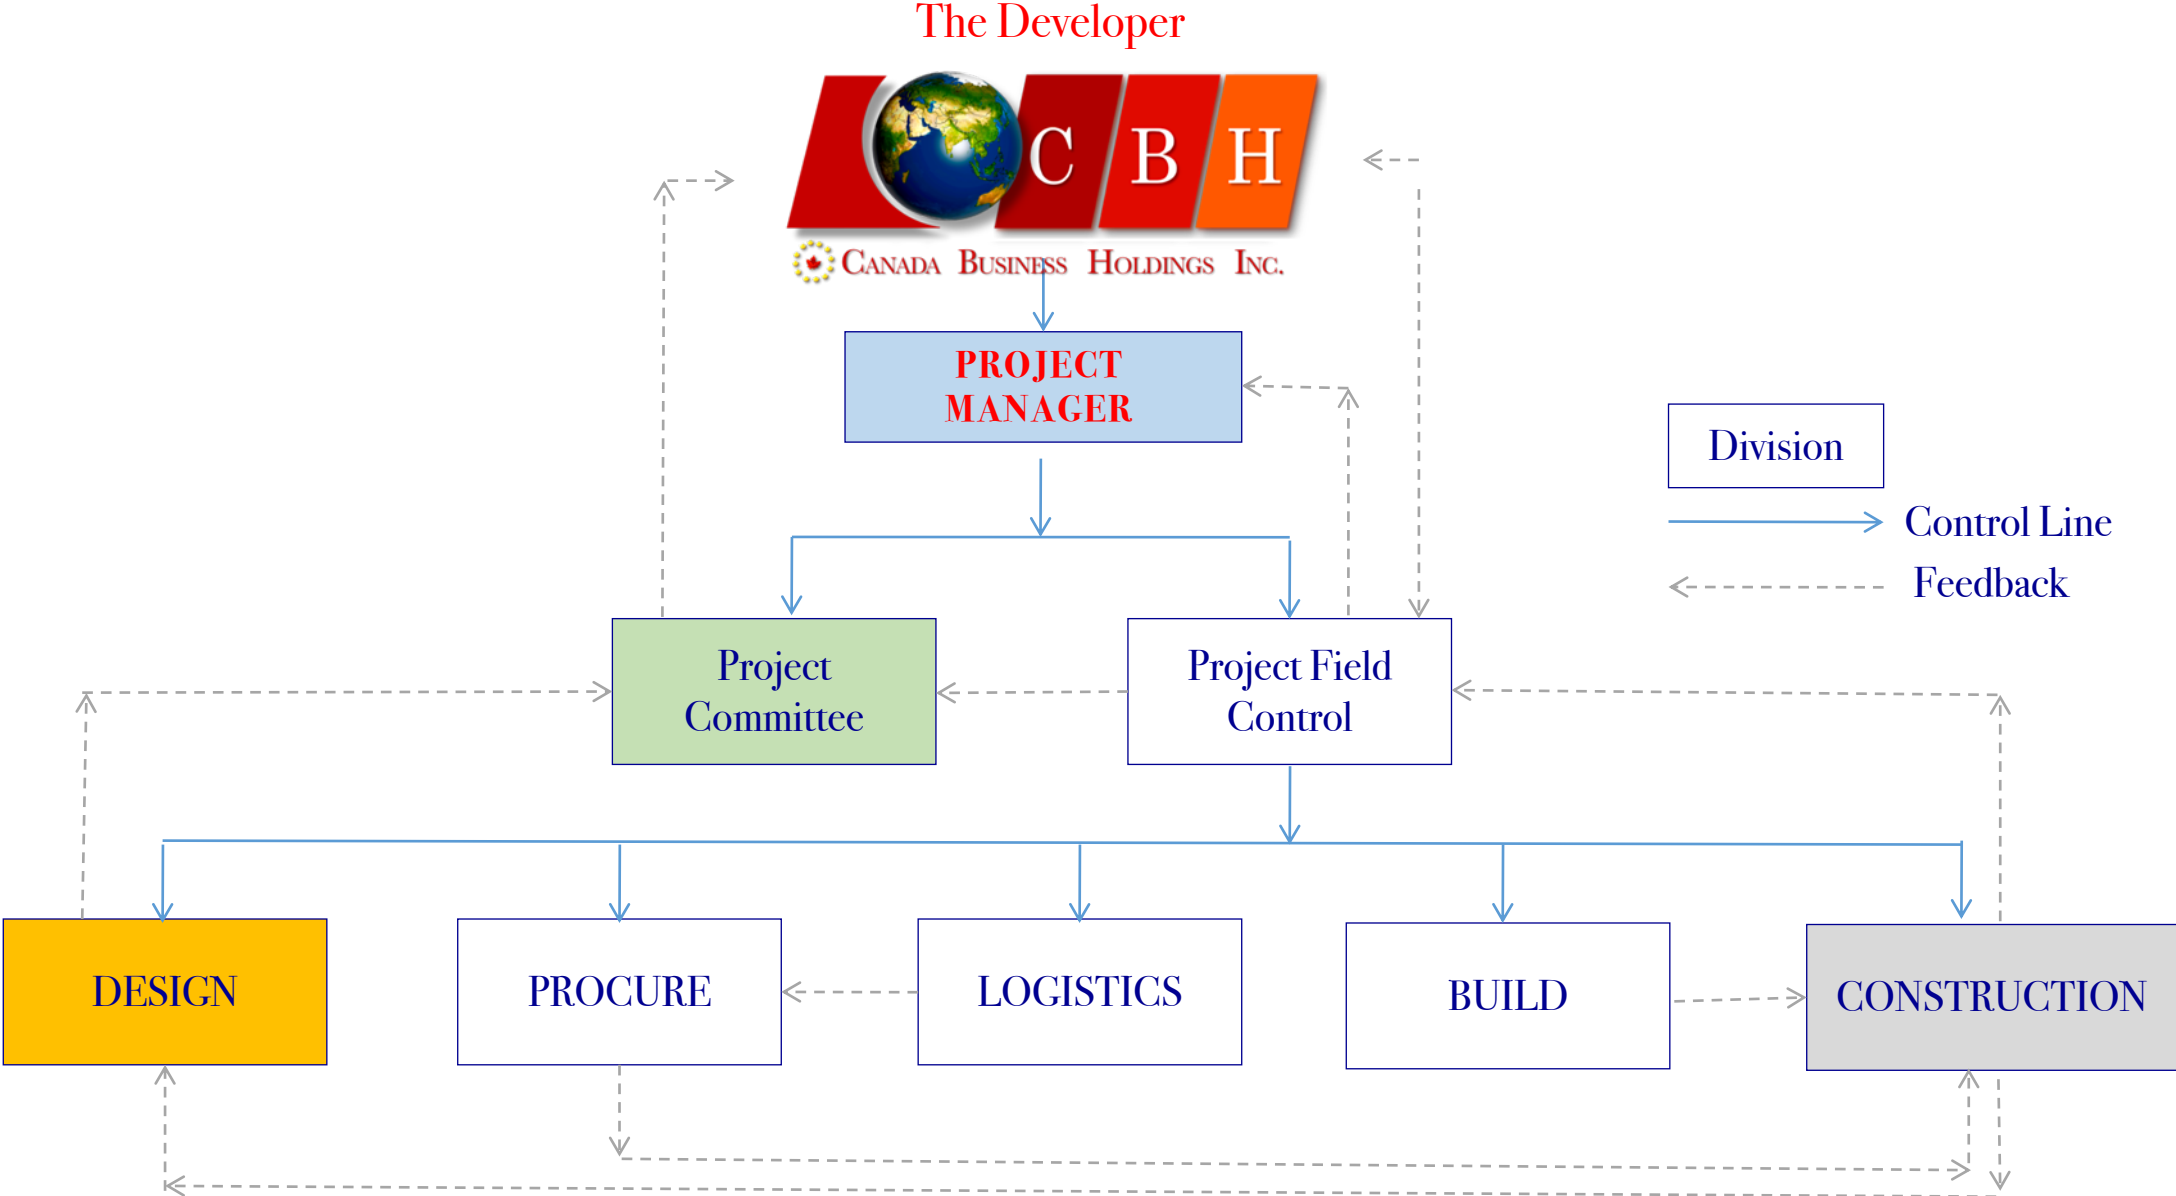 The Developer
C B H
CANADA BUSINESS HOLDINGS INC.
PROJECT
MANAGER
Division
Control Line
Feedback
Project
Committee
Project Field
Control
DESIGN
PROCURE
LOGISTICS
BUILD
CONSTRUCTION